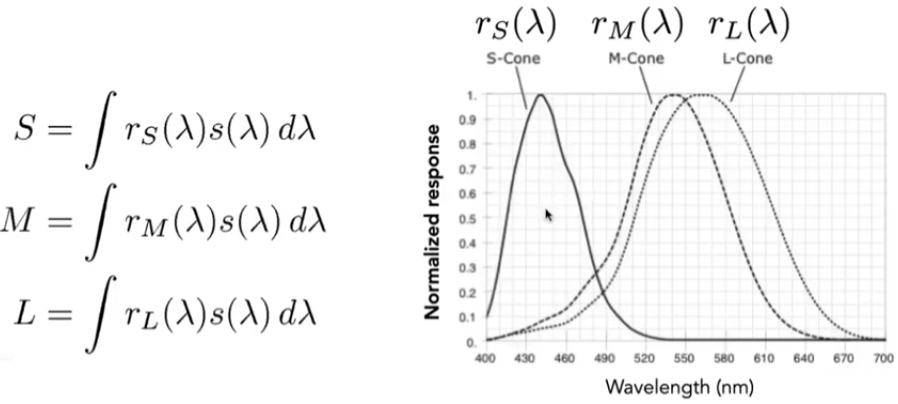 S = ∫ r_S(λ)s(λ) dλ
M = ∫ r_M(λ)s(λ) dλ
L = ∫ r_L(λ)s(λ) dλ
r_S(λ) r_M(λ) r_L(λ)
S-Cone M-Cone L-Cone
Normalized response
1.
0.9
0.8
0.7
0.6
0.5
0.4
0.3
0.2
0.1
0.
400 430 460 490 520 550 580 610 640 670 700
Wavelength (nm)